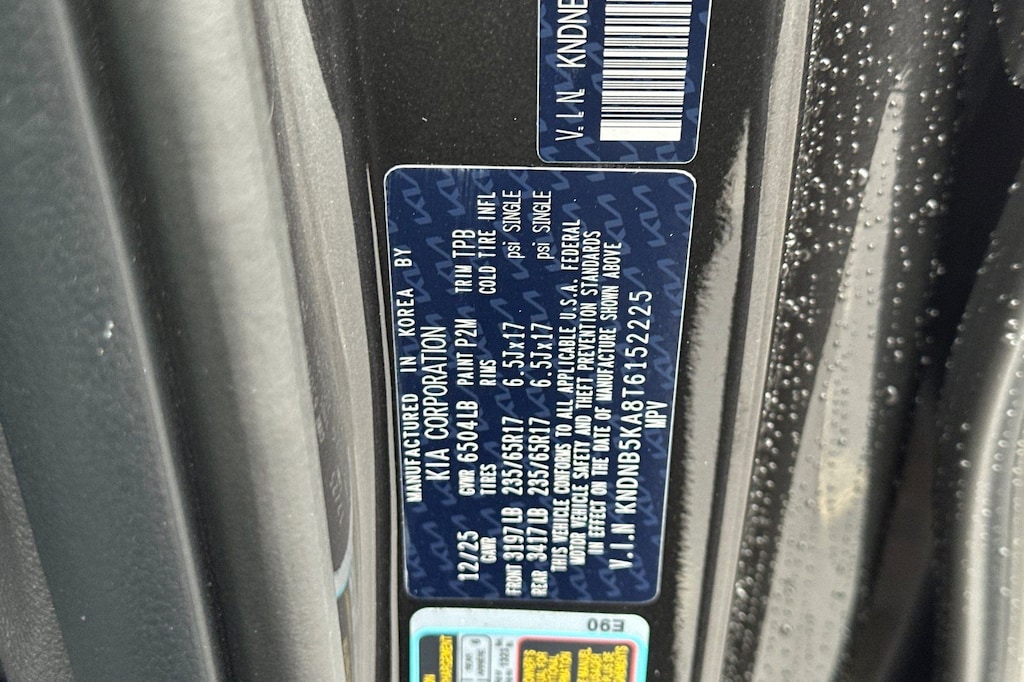 V.I.N. KNDNB
MANUFACTURED IN KOREA BY
KIA CORPORATION
12/25 GVWR 6504LB PAINT P2M TRIM TPB
GAWR TIRES RIMS COLD TIRE INFL
FRONT 3197LB 235/65R17 6.5Jx17 psi SINGLE
REAR 3417LB 235/65R17 6.5Jx17 psi SINGLE
THIS VEHICLE CONFORMS TO ALL APPLICABLE U.S.A. FEDERAL
MOTOR VEHICLE SAFETY AND THEFT PREVENTION STANDARDS
IN EFFECT ON THE DATE OF MANUFACTURE SHOWN ABOVE
V.I.N KNDNB5KA8T6152225
MPV
E90